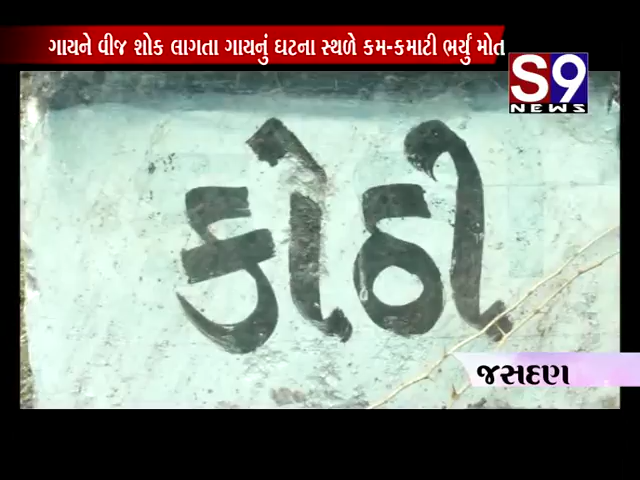 ગાયને વીજ શોક લાગતા ગાયનું ઘટના સ્થળે કમ-કમાટી ભર્યું મોત
S9
NEWS
કોઠી
જસદણ